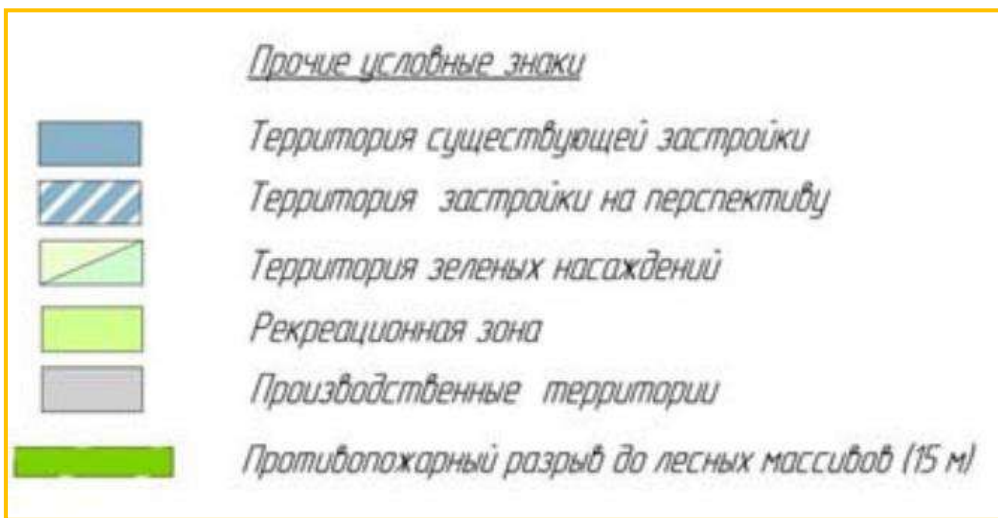 Прочие условные знаки
Территория существующей застройки
Территория застройки на перспективу
Территория зеленых насаждений
Рекреационная зона
Производственные территории
Противопожарный разрыв до лесных массивов (15 м)